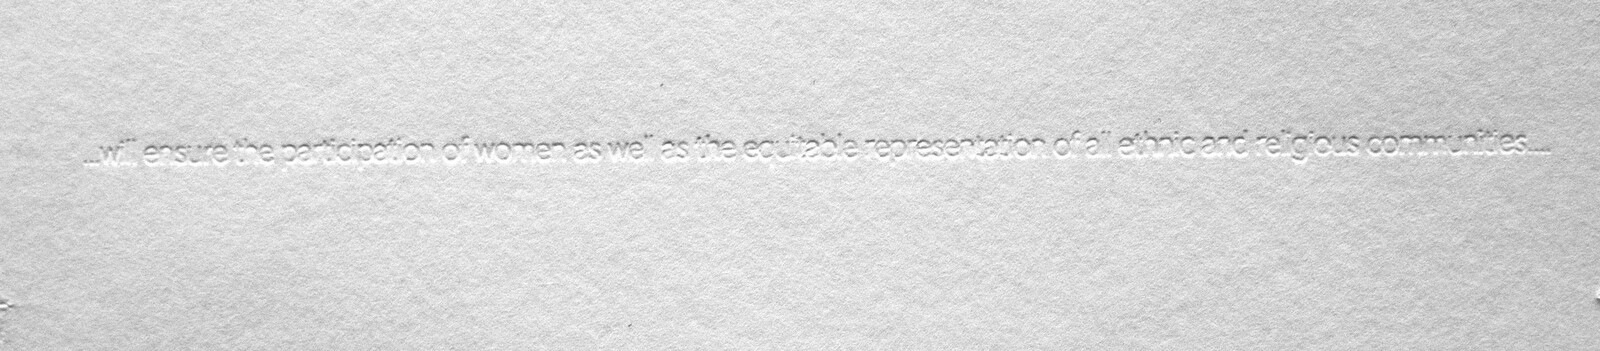 ...will ensure the participation of women as well as the equitable representation of all ethnic and religious communities....